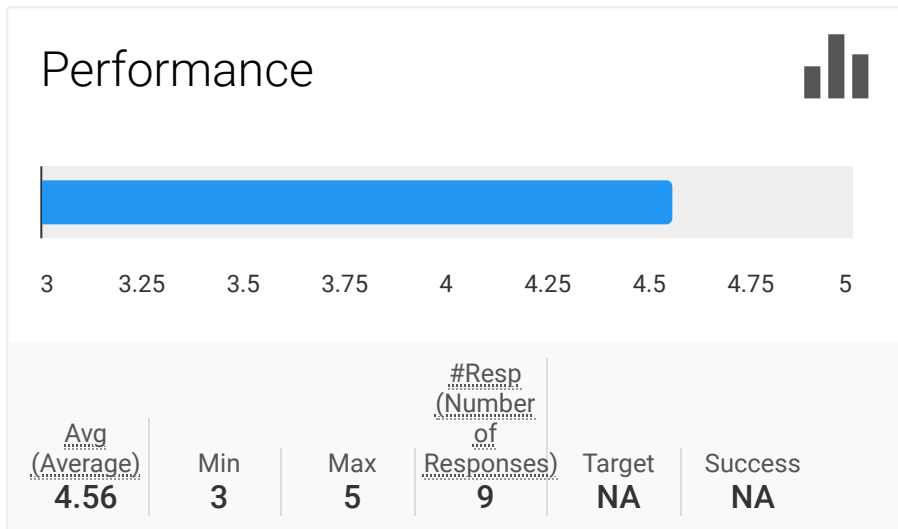 Performance
3 3.25 3.5 3.75 4 4.25 4.5 4.75 5
Avg
(Average)
4.56
Min
3
Max
5
#Resp
(Number
of
Responses)
9
Target
NA
Success
NA